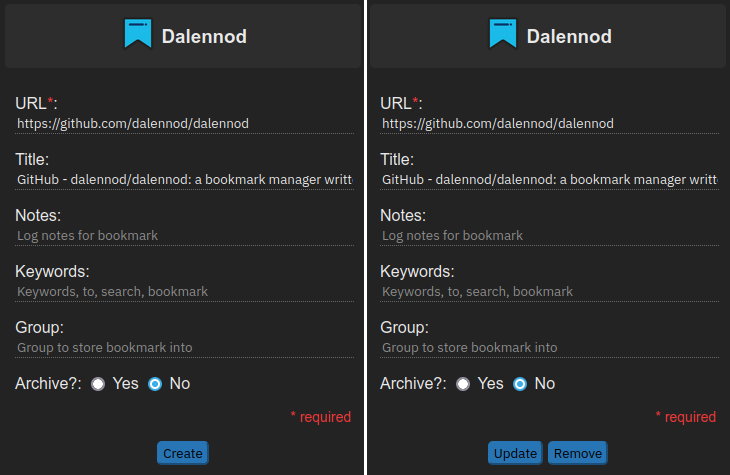 Dalennod
URL*:
https://github.com/dalennod/dalennod
Title:
GitHub - dalennod/dalennod: a bookmark manager writt
Notes:
Log notes for bookmark
Keywords:
Keywords, to, search, bookmark
Group:
Group to store bookmark into
Archive?: Yes No
* required
Create
Dalennod
URL*:
https://github.com/dalennod/dalennod
Title:
GitHub - dalennod/dalennod: a bookmark manager writt
Notes:
Log notes for bookmark
Keywords:
Keywords, to, search, bookmark
Group:
Group to store bookmark into
Archive?: Yes No
* required
Update Remove